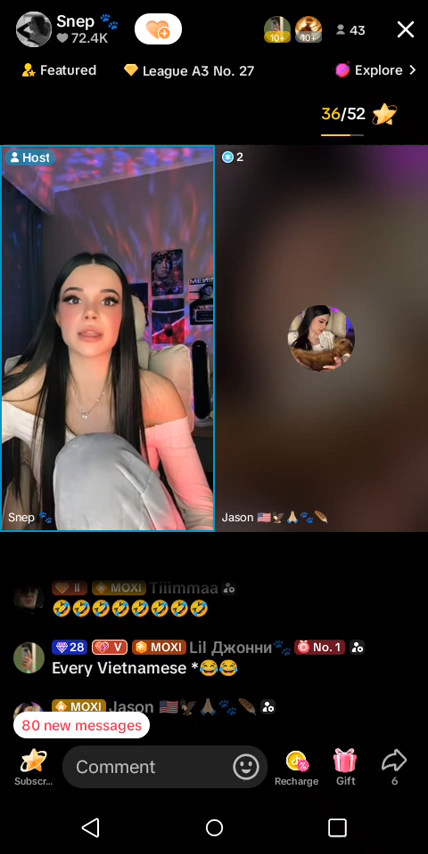 Snep 🐾
72.4K
10+
10+
43
Featured
League A3 No. 27
Explore >
36/52
Host
2
Snep 🐾
Jason 🇺🇸🦅🙏🏻🐾🪶
II MOXI Tiiimmaa
🤣🤣🤣🤣🤣🤣🤣🤣
28 V MOXI Lil Джонни🐾 No. 1
Every Vietnamese *😂😂
MOXI Jason 🇺🇸🦅🙏🏻🐾🪶
80 new messages
Comment
Subscr...
Recharge
Gift
6